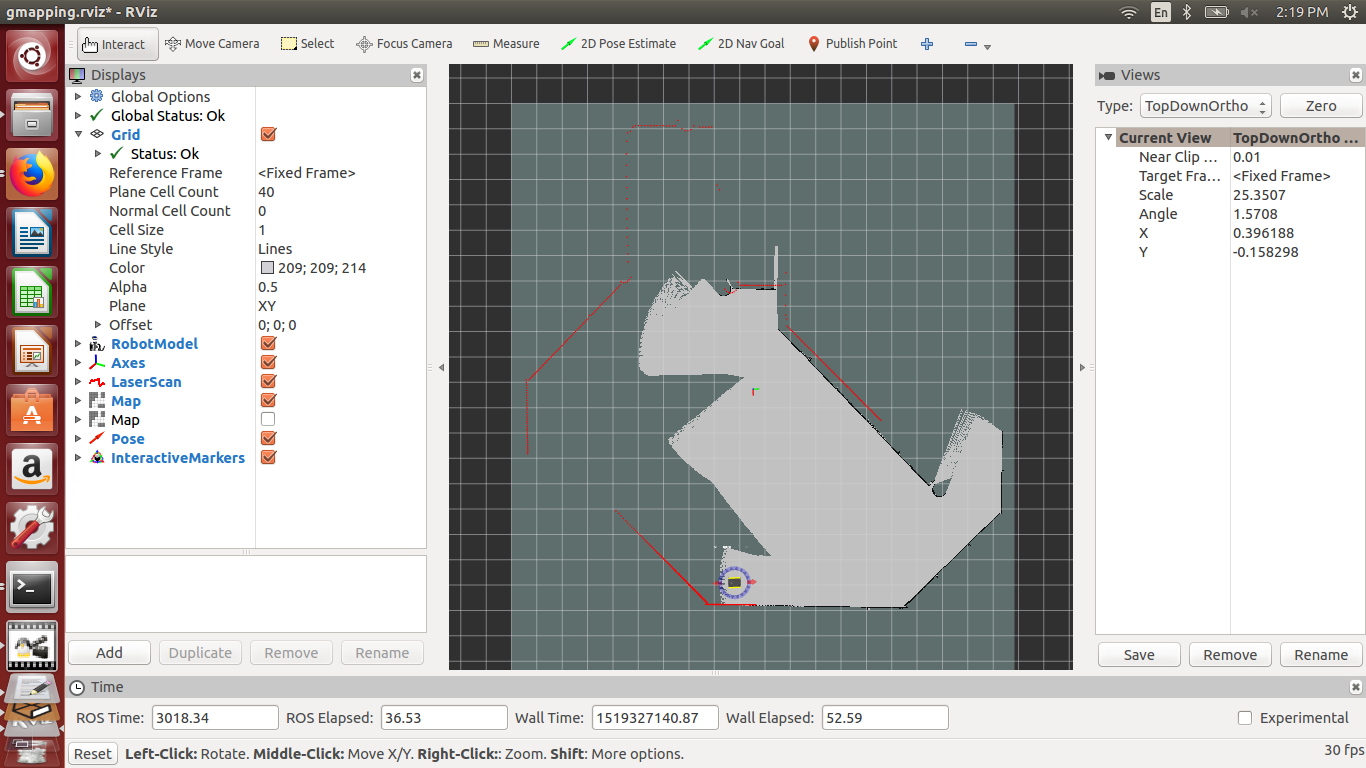 gmapping.rviz* - RViz
En
2:19 PM
Interact
Move Camera
Select
Focus Camera
Measure
2D Pose Estimate
2D Nav Goal
Publish Point
Displays
Global Options
Global Status: Ok
Grid
Status: Ok
Reference Frame <Fixed Frame>
Plane Cell Count 40
Normal Cell Count 0
Cell Size 1
Line Style Lines
Color 209; 209; 214
Alpha 0.5
Plane XY
Offset 0; 0; 0
RobotModel
Axes
LaserScan
Map
Map
Pose
InteractiveMarkers
Add Duplicate Remove Rename
Views
Type: TopDownOrtho Zero
Current View TopDownOrtho ...
Near Clip ... 0.01
Target Fra... <Fixed Frame>
Scale 25.3507
Angle 1.5708
X 0.396188
Y -0.158298
Save Remove Rename
Time
ROS Time: 3018.34 ROS Elapsed: 36.53 Wall Time: 1519327140.87 Wall Elapsed: 52.59 Experimental
Reset Left-Click: Rotate. Middle-Click: Move X/Y. Right-Click:: Zoom. Shift: More options. 30 fps